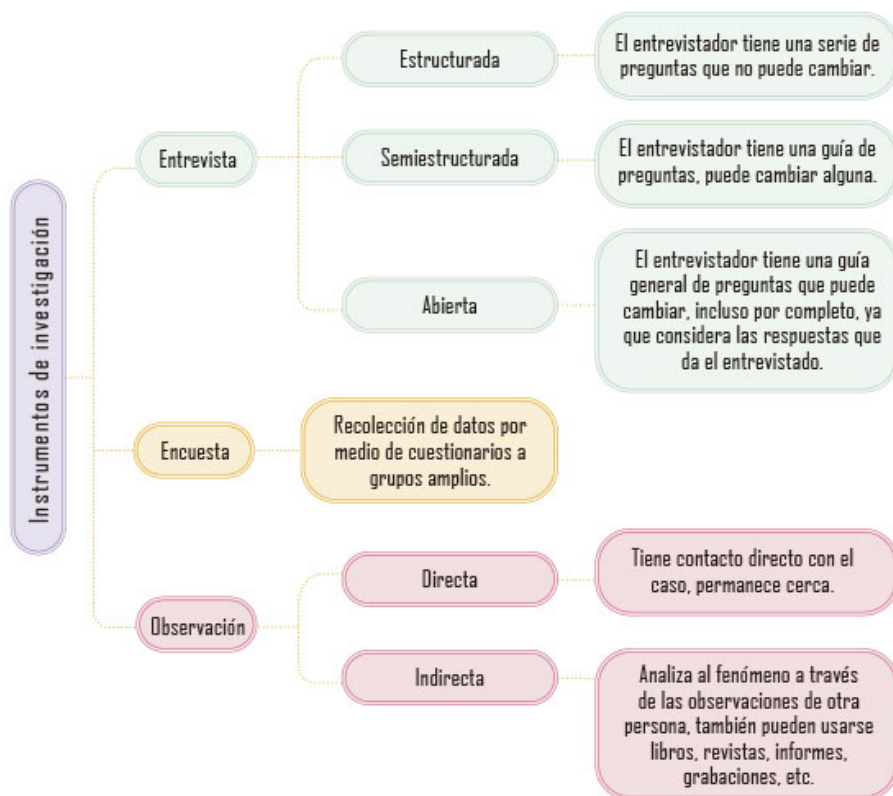 Instrumentos de investigación
Entrevista
Estructurada
El entrevistador tiene una serie de
preguntas que no puede cambiar.
Semiestructurada
El entrevistador tiene una guía de
preguntas, puede cambiar alguna.
Abierta
El entrevistador tiene una guía
general de preguntas que puede
cambiar, incluso por completo, ya
que considera las respuestas que
da el entrevistado.
Encuesta
Recolección de datos por
medio de cuestionarios a
grupos amplios.
Observación
Directa
Tiene contacto directo con el
caso, permanece cerca.
Indirecta
Analiza al fenómeno a través
de las observaciones de otra
persona, también pueden usarse
libros, revistas, informes,
grabaciones, etc.